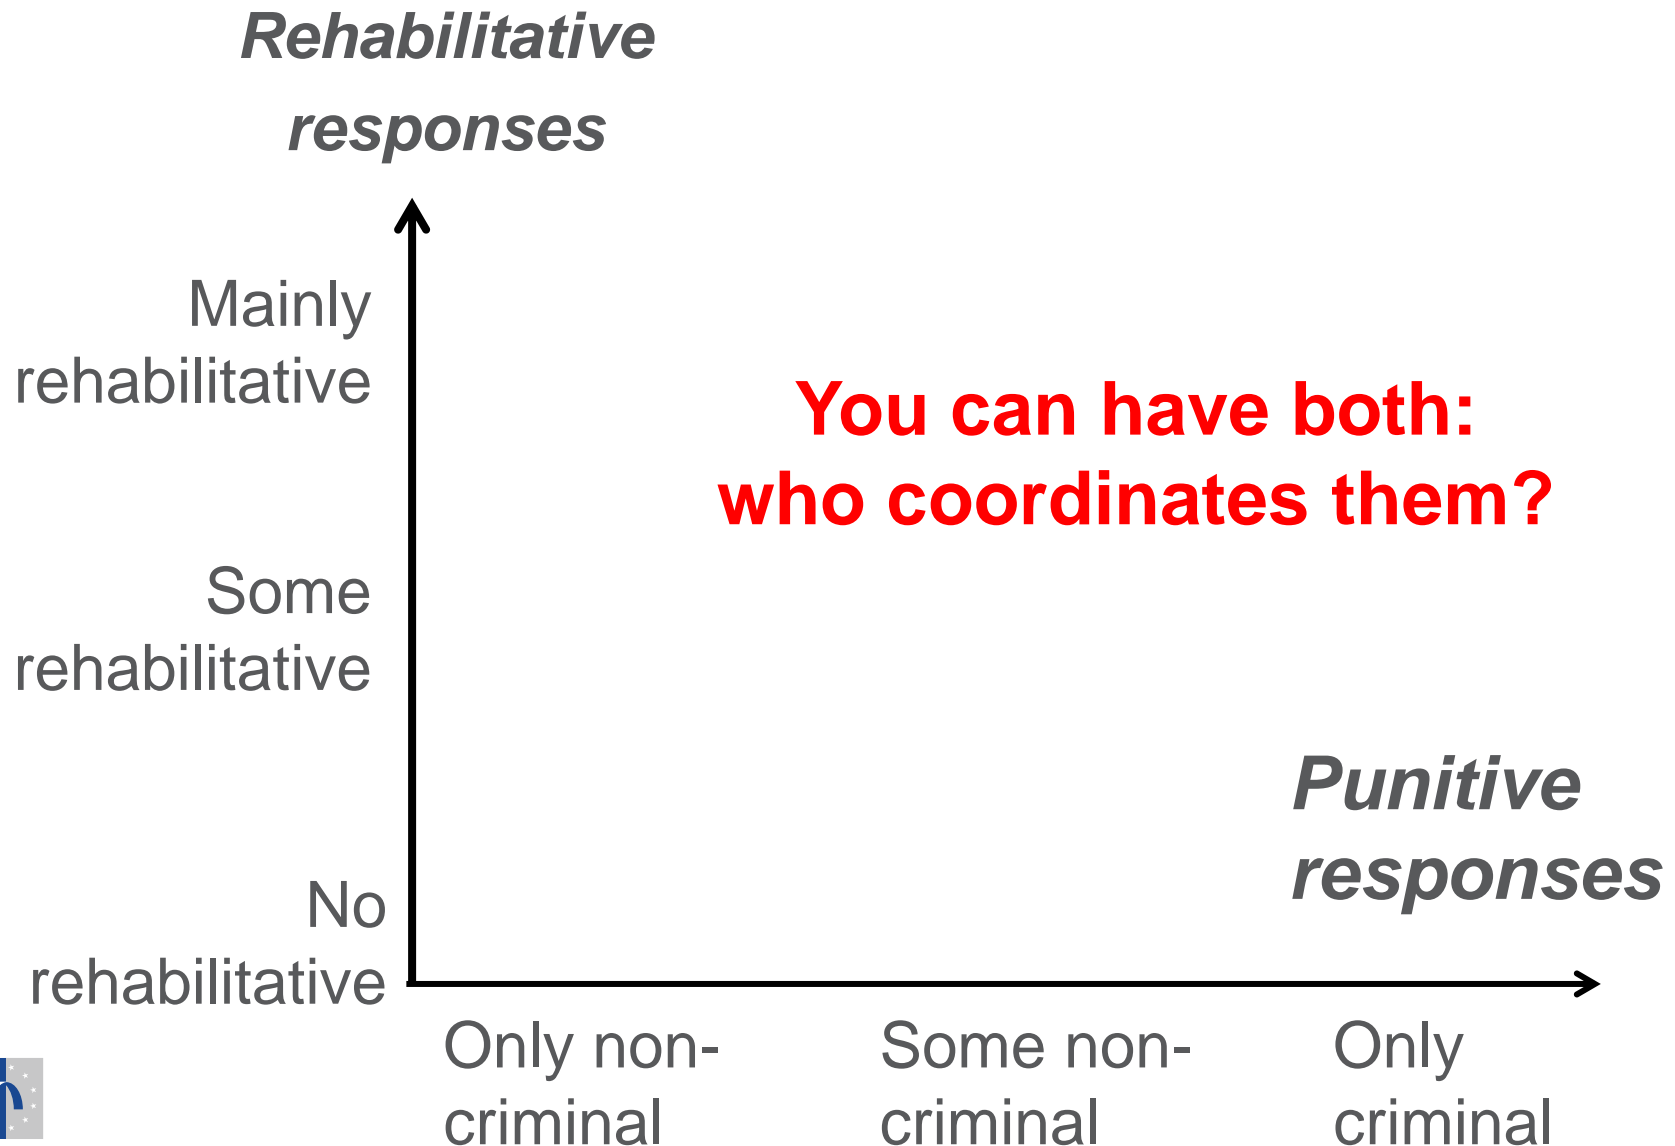 Rehabilitative
responses
Mainly
rehabilitative
You can have both:
who coordinates them?
Some
rehabilitative
Punitive
responses
No
rehabilitative
Only non-
criminal
Some non-
criminal
Only
criminal